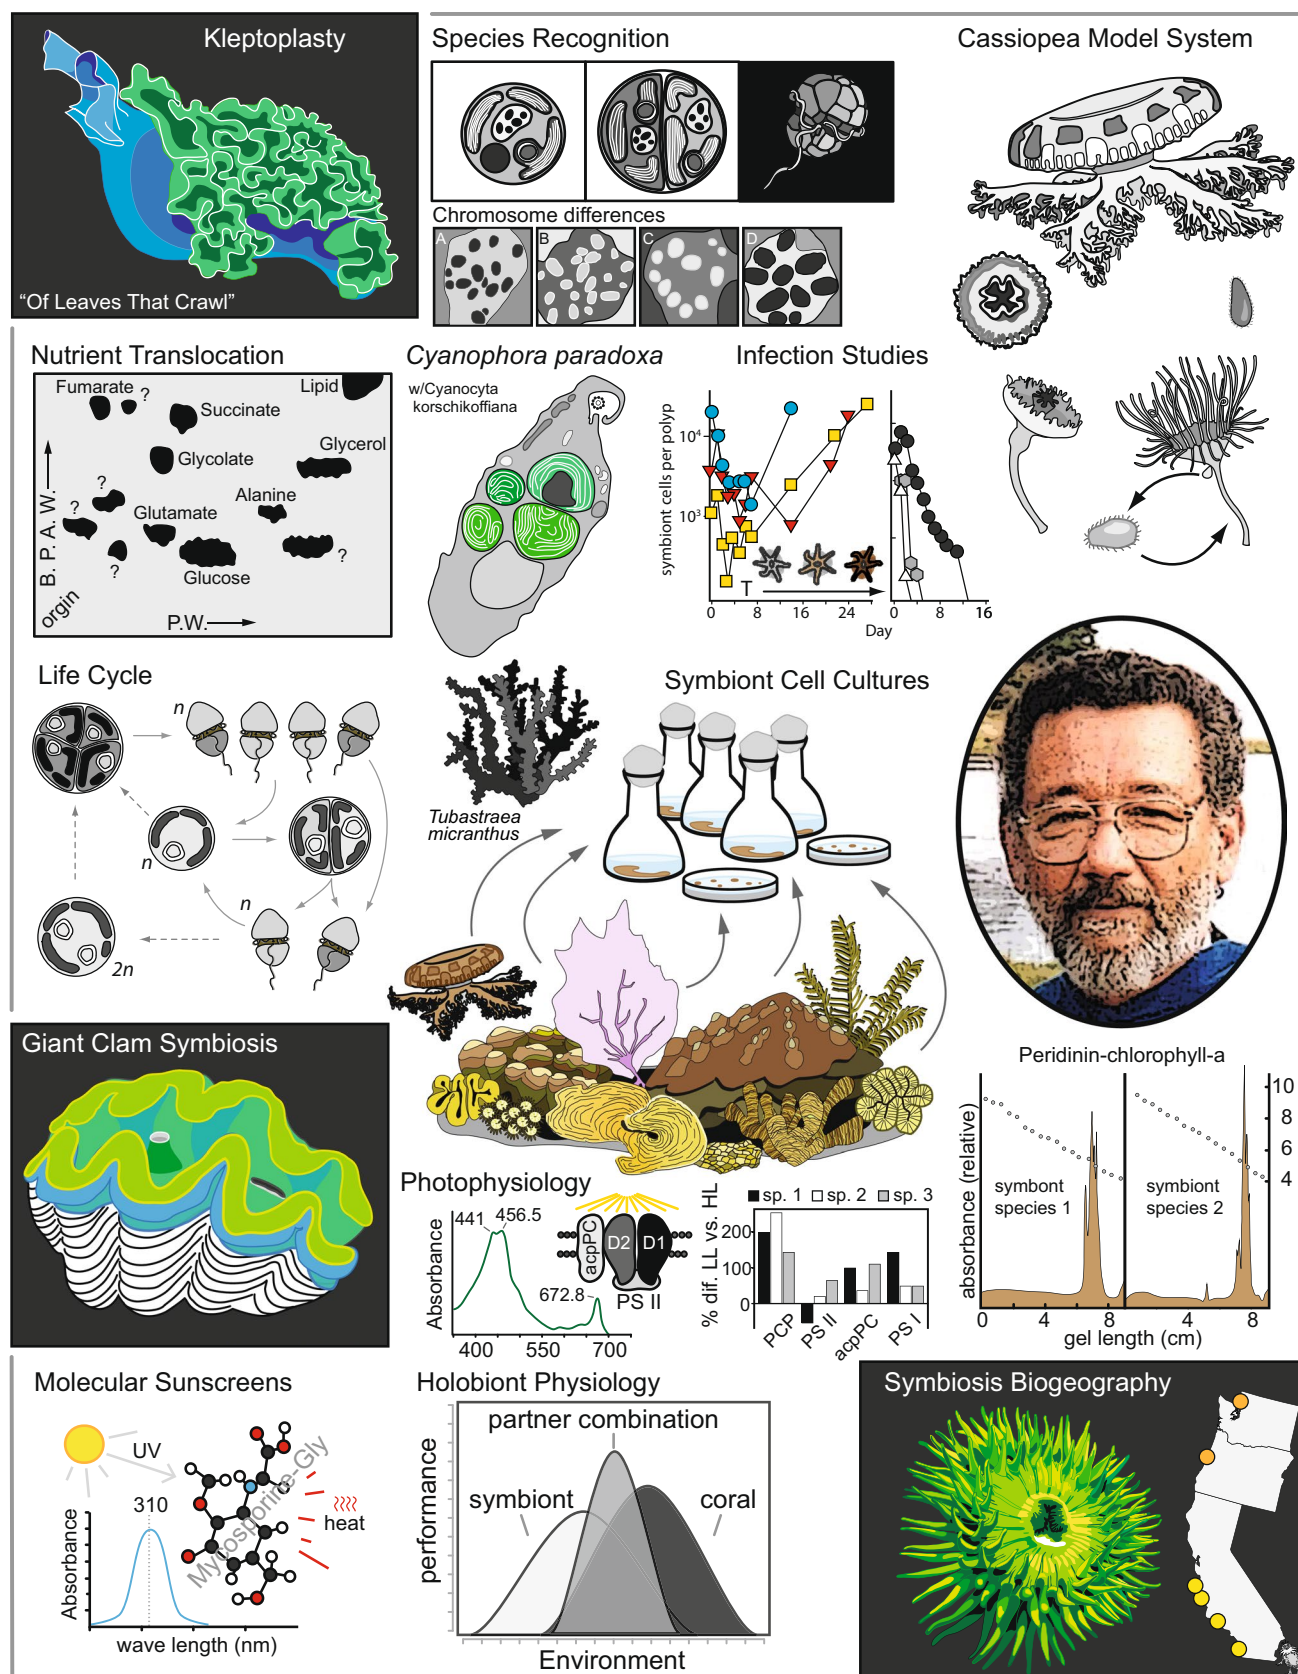 Kleptoplasty
“Of Leaves That Crawl”
Species Recognition
Chromosome differences
A
B
C
D
Cassiopea Model System
Nutrient Translocation
Fumarate
?
Lipid
Succinate
Glycerol
Glycolate
?
Alanine
?
Glutamate
?
Glucose
?
B. P. A. W.
orgin
P.W.
Cyanophora paradoxa
w/Cyanocyta
korschikoffiana
Infection Studies
symbiont cells per polyp
10⁴
10³
T
0
8
16
24
0
8
16
Day
Life Cycle
n
n
n
2n
Tubastraea
micranthus
Symbiont Cell Cultures
Giant Clam Symbiosis
Photophysiology
Absorbance
441
456.5
672.8
400
550
700
acpPC
D2
D1
PS II
% dif. LL vs. HL
sp. 1
sp. 2
sp. 3
200
100
0
PCP
PS II
acpPC
PS I
Peridinin-chlorophyll-a
absorbance (relative)
symbont
species 1
symbiont
species 2
10
8
6
4
0
4
8
4
8
gel length (cm)
Molecular Sunscreens
UV
310
Mycosporine-Gly
heat
Absorbance
wave length (nm)
Holobiont Physiology
partner combination
symbiont
coral
performance
Environment
Symbiosis Biogeography